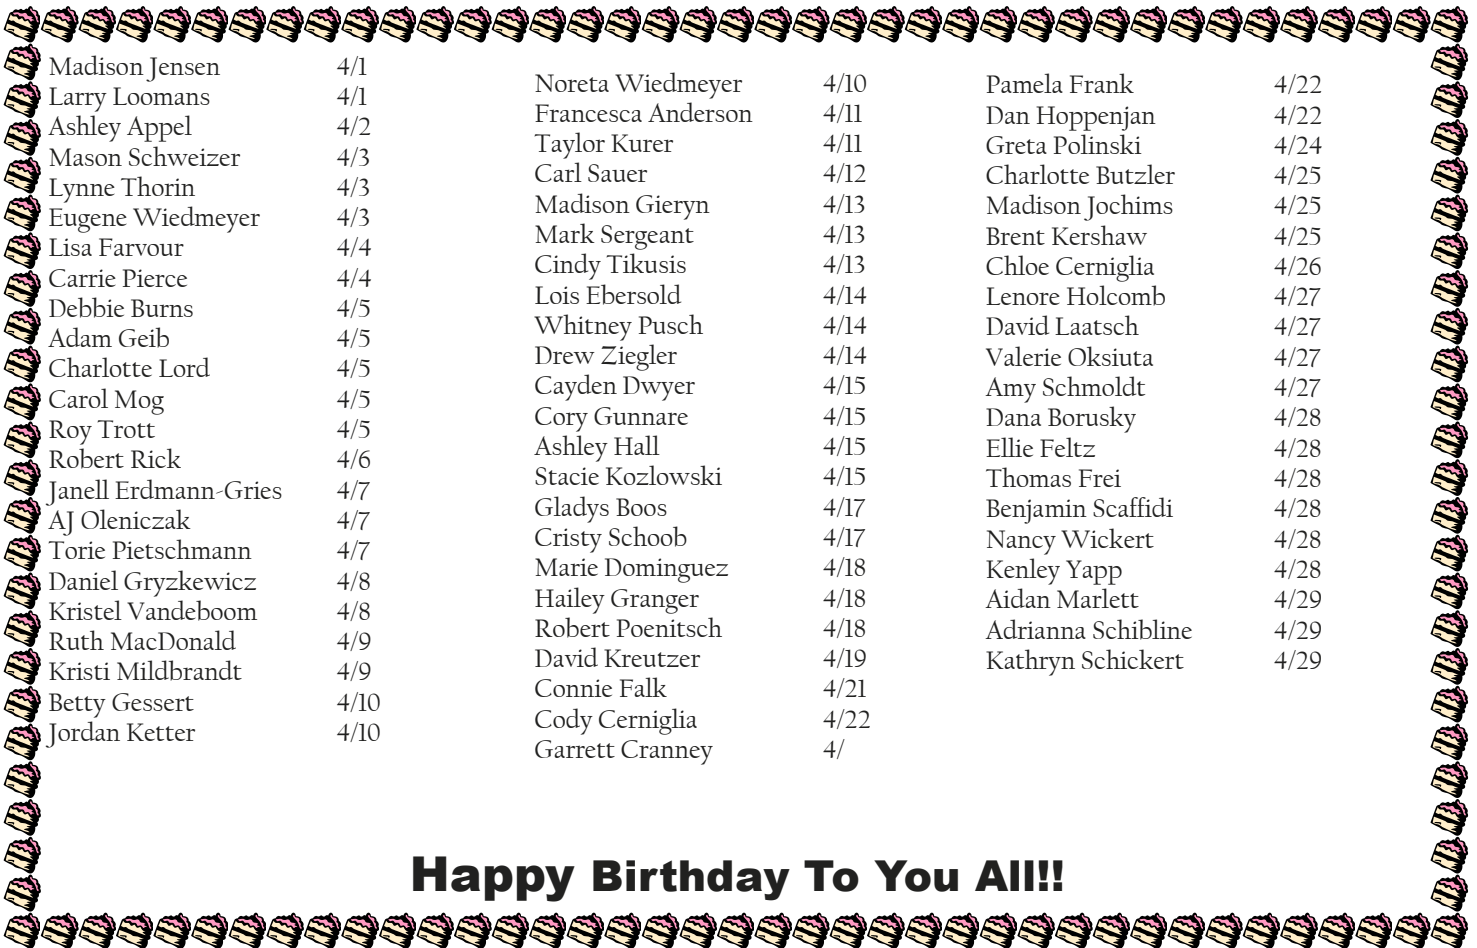 Madison Jensen 4/1
Larry Loomans 4/1
Ashley Appel 4/2
Mason Schweizer 4/3
Lynne Thorin 4/3
Eugene Wiedmeyer 4/3
Lisa Farvour 4/4
Carrie Pierce 4/4
Debbie Burns 4/5
Adam Geib 4/5
Charlotte Lord 4/5
Carol Mog 4/5
Roy Trott 4/5
Robert Rick 4/6
Janell Erdmann-Gries 4/7
AJ Oleniczak 4/7
Torie Pietschmann 4/7
Daniel Gryzkewicz 4/8
Kristel Vandeboom 4/8
Ruth MacDonald 4/9
Kristi Mildbrandt 4/9
Betty Gessert 4/10
Jordan Ketter 4/10
Noreta Wiedmeyer 4/10
Francesca Anderson 4/11
Taylor Kurer 4/11
Carl Sauer 4/12
Madison Gieryn 4/13
Mark Sergeant 4/13
Cindy Tikusis 4/13
Lois Ebersold 4/14
Whitney Pusch 4/14
Drew Ziegler 4/14
Cayden Dwyer 4/15
Cory Gunnare 4/15
Ashley Hall 4/15
Stacie Kozlowski 4/15
Gladys Boos 4/17
Cristy Schoob 4/17
Marie Dominguez 4/18
Hailey Granger 4/18
Robert Poenitsch 4/18
David Kreutzer 4/19
Connie Falk 4/21
Cody Cerniglia 4/22
Garrett Cranney 4/
Pamela Frank 4/22
Dan Hoppenjan 4/22
Greta Polinski 4/24
Charlotte Butzler 4/25
Madison Jochims 4/25
Brent Kershaw 4/25
Chloe Cerniglia 4/26
Lenore Holcomb 4/27
David Laatsch 4/27
Valerie Oksiuta 4/27
Amy Schmoldt 4/27
Dana Borusky 4/28
Ellie Feltz 4/28
Thomas Frei 4/28
Benjamin Scaffidi 4/28
Nancy Wickert 4/28
Kenley Yapp 4/28
Aidan Marlett 4/29
Adrianna Schibline 4/29
Kathryn Schickert 4/29
Happy Birthday To You All!!